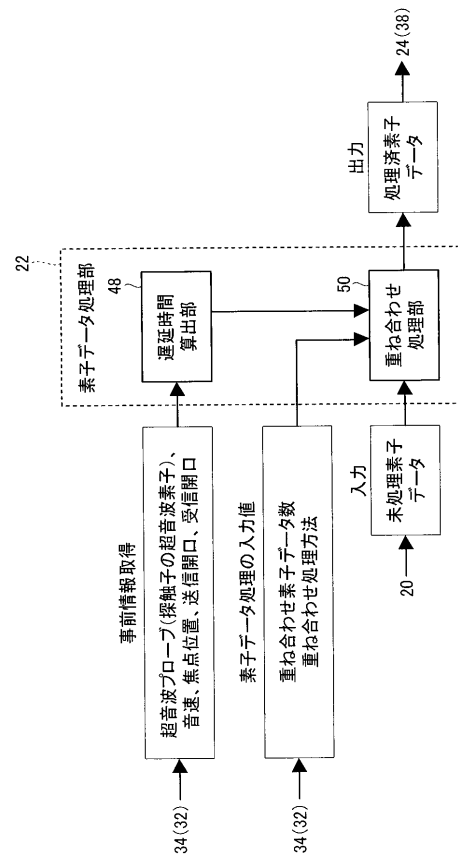 22
素子データ処理部
事前情報取得
34(32)
超音波プローブ(探触子の超音波素子)、
音速、焦点位置、送信開口、受信開口
48
遅延時間
算出部
素子データ処理の入力値
34(32)
重ね合わせ素子データ数
重ね合わせ処理方法
入力
20
未処理素子
データ
50
重ね合わせ
処理部
出力
処理済素子
データ
24(38)